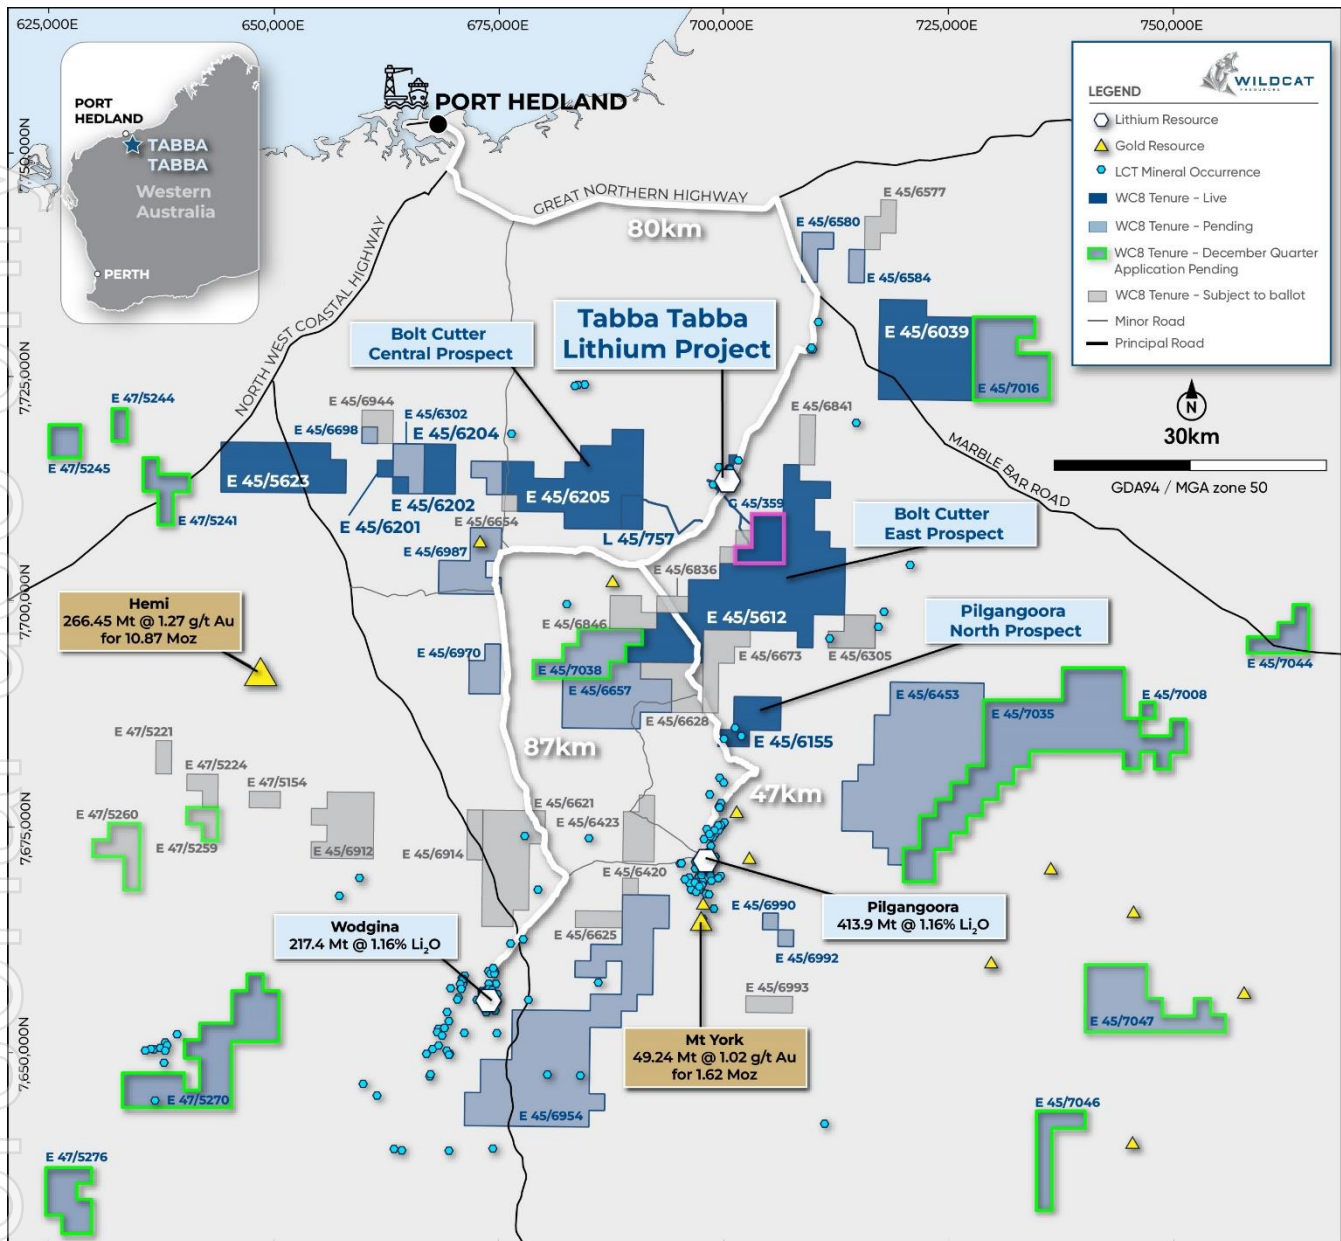 625,000E
650,000E
675,000E
700,000E
725,000E
750,000E
7,750,000N
7,725,000N
7,700,000N
7,675,000N
7,650,000N
PORT
HEDLAND
TABBA
TABBA
Western
Australia
PERTH
PORT HEDLAND
GREAT NORTHERN HIGHWAY
80km
NORTH WEST COASTAL HIGHWAY
MARBLE BAR ROAD
WILDCAT
RESOURCES
LEGEND
Lithium Resource
Gold Resource
LCT Mineral Occurrence
WC8 Tenure - Live
WC8 Tenure - Pending
WC8 Tenure - December Quarter
Application Pending
WC8 Tenure - Subject to ballot
Minor Road
Principal Road
N
30km
GDA94 / MGA zone 50
E 45/6577
E 45/6580
E 45/6584
E 45/6039
E 45/7016
Bolt Cutter
Central Prospect
Tabba Tabba
Lithium Project
E 47/5244
E 47/5245
E 47/5241
E 45/6944
E 45/6302
E 45/6698
E 45/6204
E 45/5623
E 45/6202
E 45/6201
E 45/6205
E 45/6841
G 45/359
L 45/757
Bolt Cutter
East Prospect
E 45/6654
E 45/6987
E 45/6836
E 45/5612
E 45/6846
Hemi
266.45 Mt @ 1.27 g/t Au
for 10.87 Moz
Pilgangoora
North Prospect
E 45/6970
E 45/7038
E 45/6657
E 45/6673
E 45/6305
E 45/6628
E 45/6155
E 45/6453
E 45/7035
E 45/7008
E 45/7044
87km
47km
E 47/5221
E 47/5224
E 47/5154
E 47/5260
E 47/5259
E 45/6912
E 45/6914
E 45/6621
E 45/6423
E 45/6420
E 45/6625
E 45/6990
E 45/6992
E 45/6993
Wodgina
217.4 Mt @ 1.16% Li₂O
Pilgangoora
413.9 Mt @ 1.16% Li₂O
Mt York
49.24 Mt @ 1.02 g/t Au
for 1.62 Moz
E 45/7047
E 45/7046
E 45/6954
E 47/5270
E 47/5276